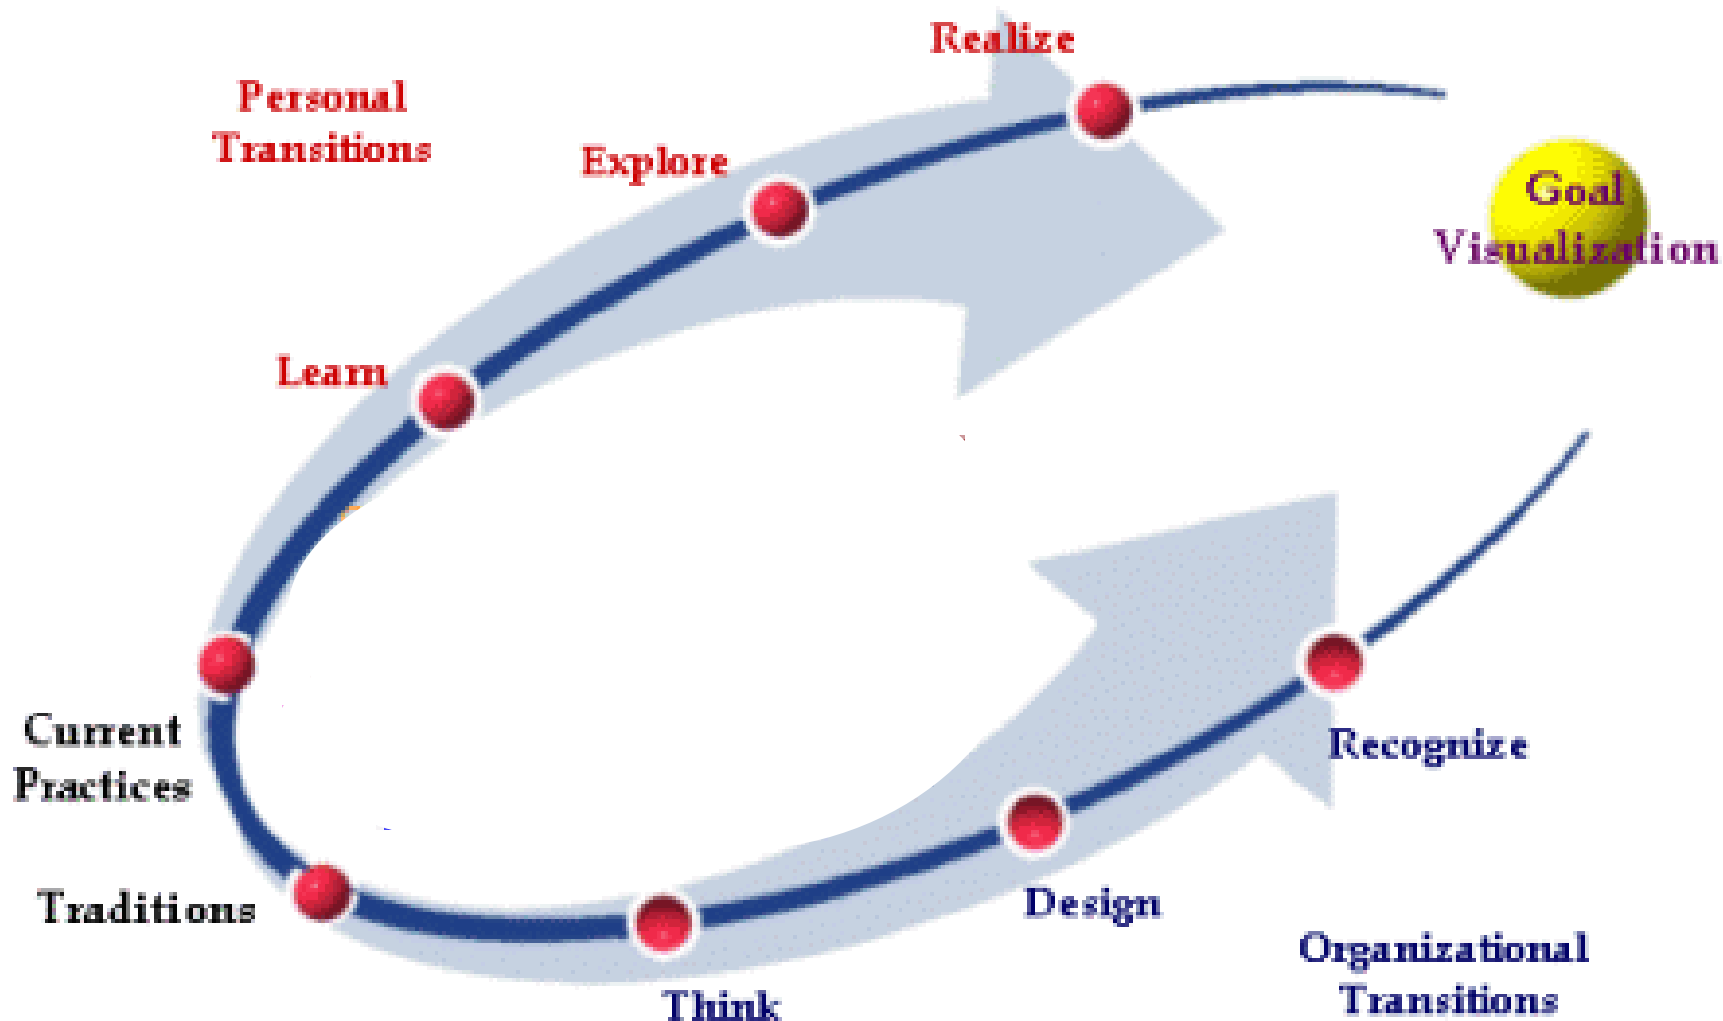 Realize
Personal
Transitions
Explore
Goal
Visualization
Learn
Current
Practices
Recognize
Traditions
Design
Organizational
Transitions
Think